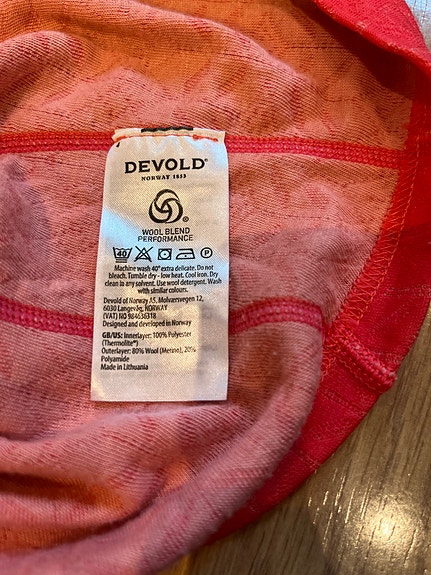 DEVOLD®
NORWAY 1853
WOOL BLEND
PERFORMANCE
40 P
Machine wash 40° extra delicate. Do not
bleach. Tumble dry - low heat. Cool iron. Dry
clean in any solvent. Use wool detergent. Wash
with similar colours.
Devold of Norway AS. Molværsvegen 12,
6030 Langevåg, NORWAY
(VAT) NO 984636318
Designed and developed in Norway
GB/US: Innerlayer: 100% Polyester
(Thermolite®)
Outerlayer: 80% Wool (Merino), 20%
Polyamide
Made in Lithuania